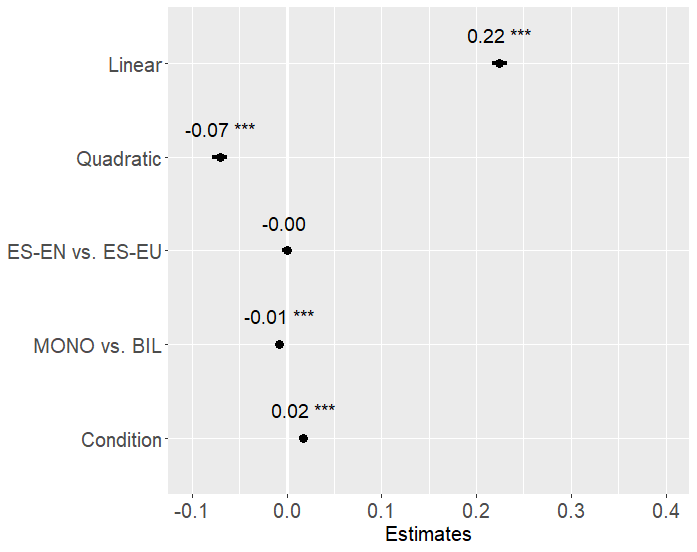 0.22 ***
Linear
-0.07 ***
Quadratic
-0.00
ES-EN vs. ES-EU
-0.01 ***
MONO vs. BIL
0.02 ***
Condition
-0.1 0.0 0.1 0.2 0.3 0.4
Estimates